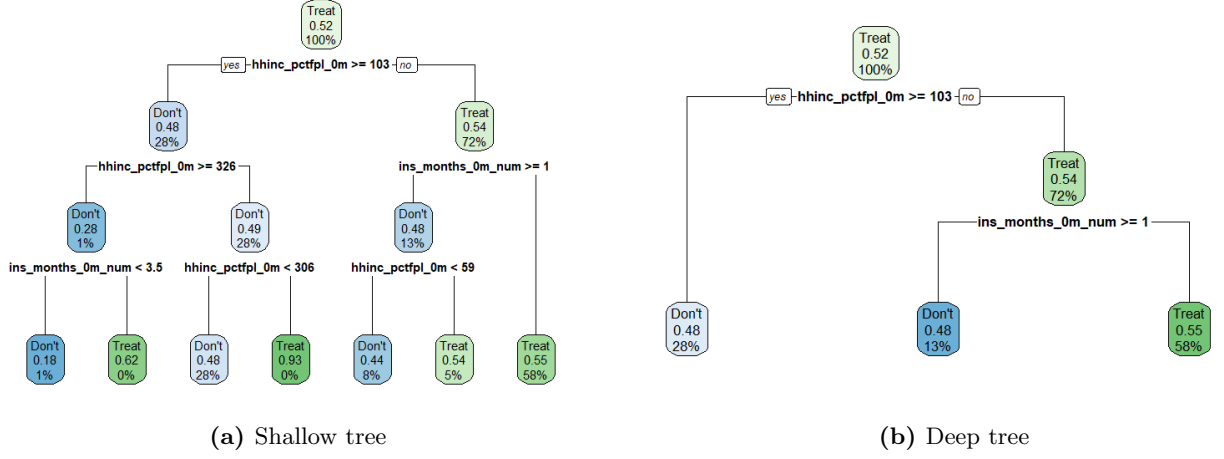 Treat
0.52
100%
yes hhinc_pctfpl_0m >= 103 no
Don't
0.48
28%
Treat
0.54
72%
hhinc_pctfpl_0m >= 326
ins_months_0m_num >= 1
Don't
0.28
1%
Don't
0.49
28%
Don't
0.48
13%
ins_months_0m_num < 3.5
hhinc_pctfpl_0m < 306
hhinc_pctfpl_0m < 59
Don't
0.18
1%
Treat
0.62
0%
Don't
0.48
28%
Treat
0.93
0%
Don't
0.44
8%
Treat
0.54
5%
Treat
0.55
58%
(a) Shallow tree
Treat
0.52
100%
yes hhinc_pctfpl_0m >= 103 no
Treat
0.54
72%
ins_months_0m_num >= 1
Don't
0.48
28%
Don't
0.48
13%
Treat
0.55
58%
(b) Deep tree